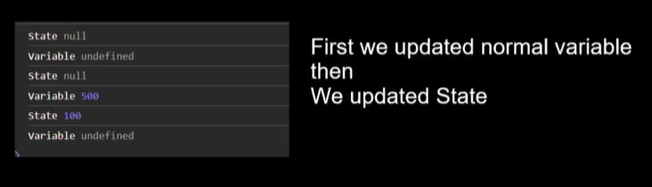 State null
Variable undefined
State null
Variable 500
State 100
Variable undefined
First we updated normal variable
then
We updated State